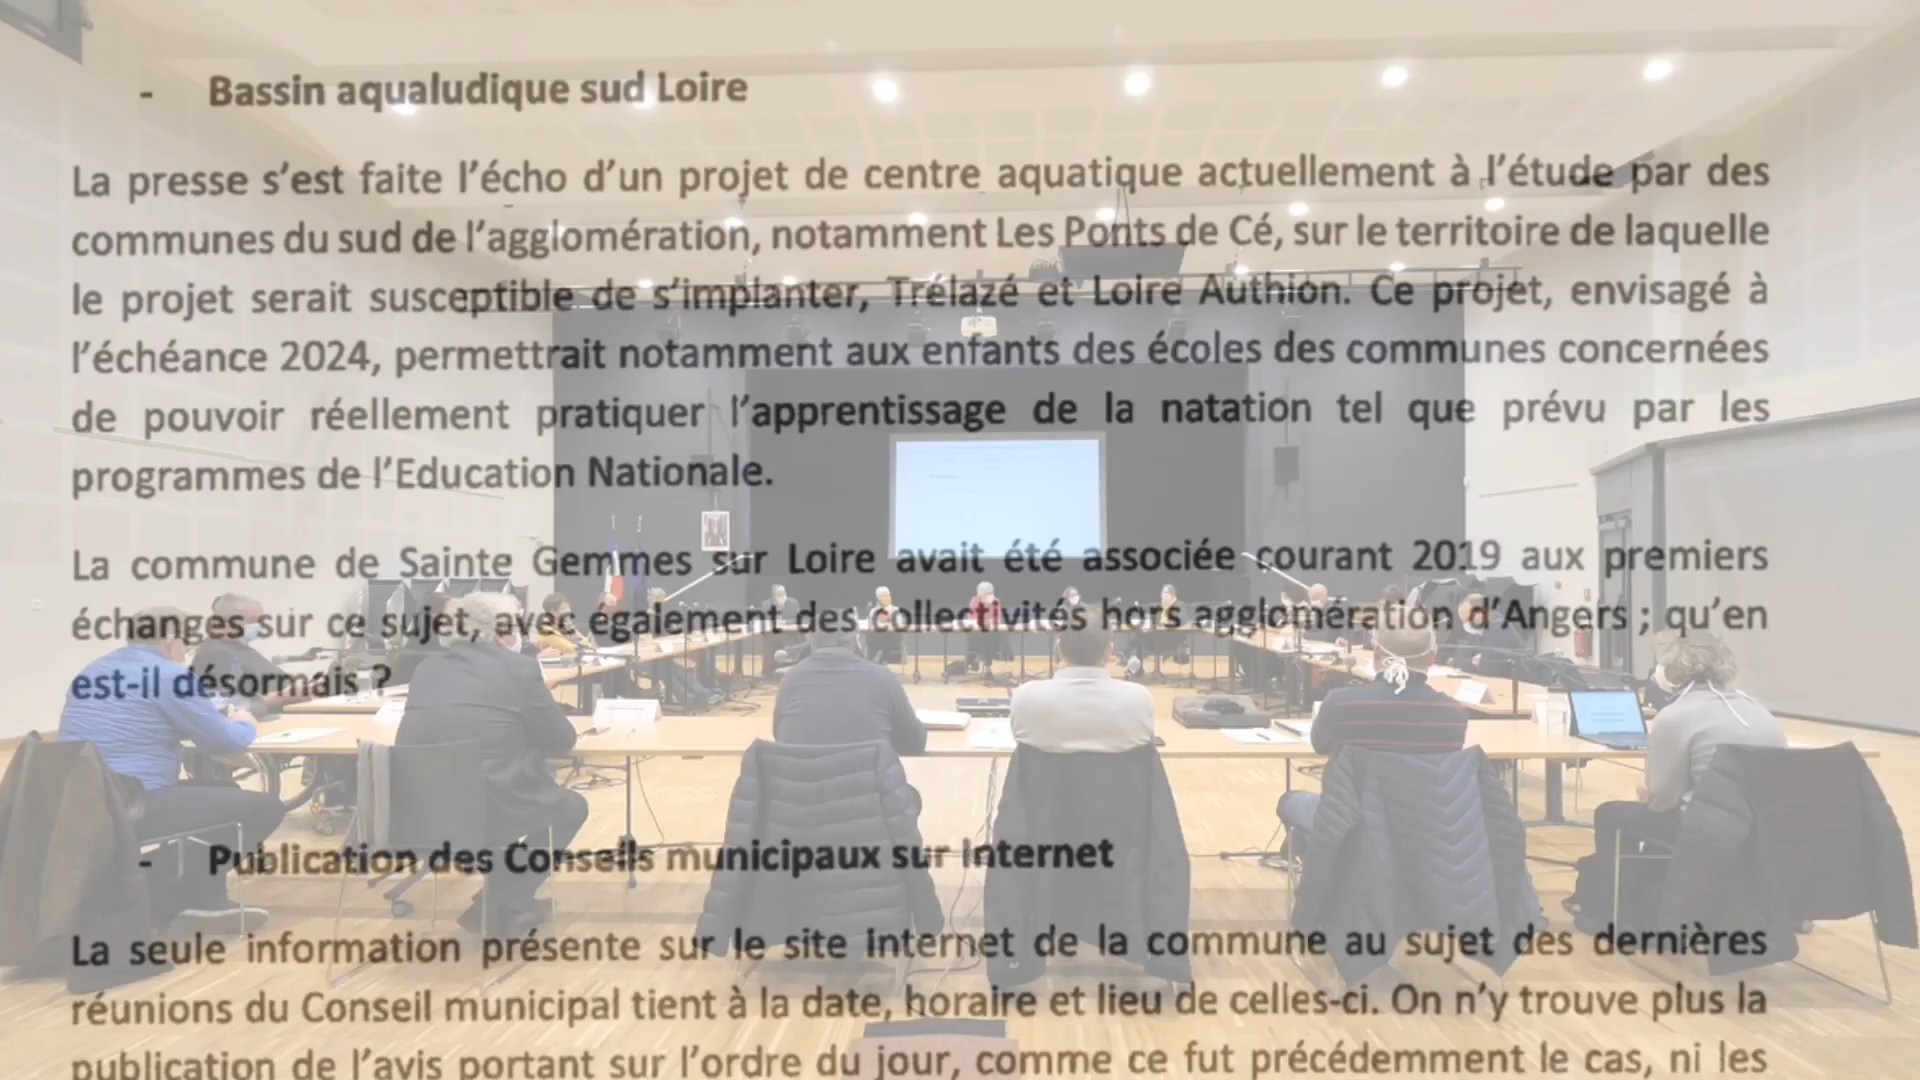 - Bassin aqualudique sud Loire
La presse s'est faite l'écho d'un projet de centre aquatique actuellement à l'étude par des
communes du sud de l'agglomération, notamment Les Ponts de Cé, sur le territoire de laquelle
le projet serait susceptible de s'implanter, Trélazé et Loire Authion. Ce projet, envisagé à
l'échéance 2024, permettrait notamment aux enfants des écoles des communes concernées
de pouvoir réellement pratiquer l'apprentissage de la natation tel que prévu par les
programmes de l'Education Nationale.
La commune de Sainte Gemmes sur Loire avait été associée courant 2019 aux premiers
échanges sur ce sujet, avec également des collectivités hors agglomération d'Angers ; qu'en
est-il désormais ?
- Publication des Conseils municipaux sur Internet
La seule information présente sur le site Internet de la commune au sujet des dernières
réunions du Conseil municipal tient à la date, horaire et lieu de celles-ci. On n'y trouve plus la
publication de l'avis portant sur l'ordre du jour, comme ce fut précédemment le cas, ni les